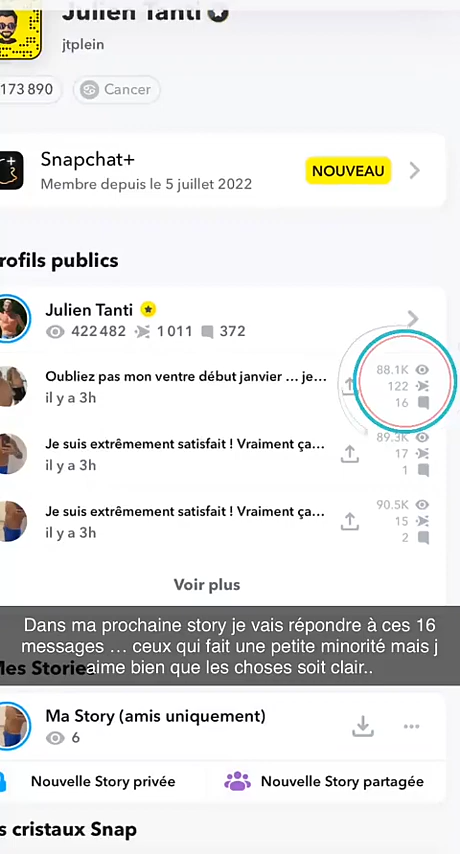 Julien Tanti
jtplein
173 890
Cancer
Snapchat+
Membre depuis le 5 juillet 2022
NOUVEAU
rofils publics
Julien Tanti
422 482 1 011 372
Oubliez pas mon ventre début janvier ... je...
il y a 3h
88.1K
122
16
Je suis extrêmement satisfait ! Vraiment ça...
il y a 3h
89.3K
17
1
Je suis extrêmement satisfait ! Vraiment ça...
il y a 3h
90.5K
15
2
Voir plus
Dans ma prochaine story je vais répondre à ces 16
messages ... ceux qui fait une petite minorité mais j
aime bien que les choses soit clair..
Mes Stories
Ma Story (amis uniquement)
6
Nouvelle Story privée
Nouvelle Story partagée
s cristaux Snap